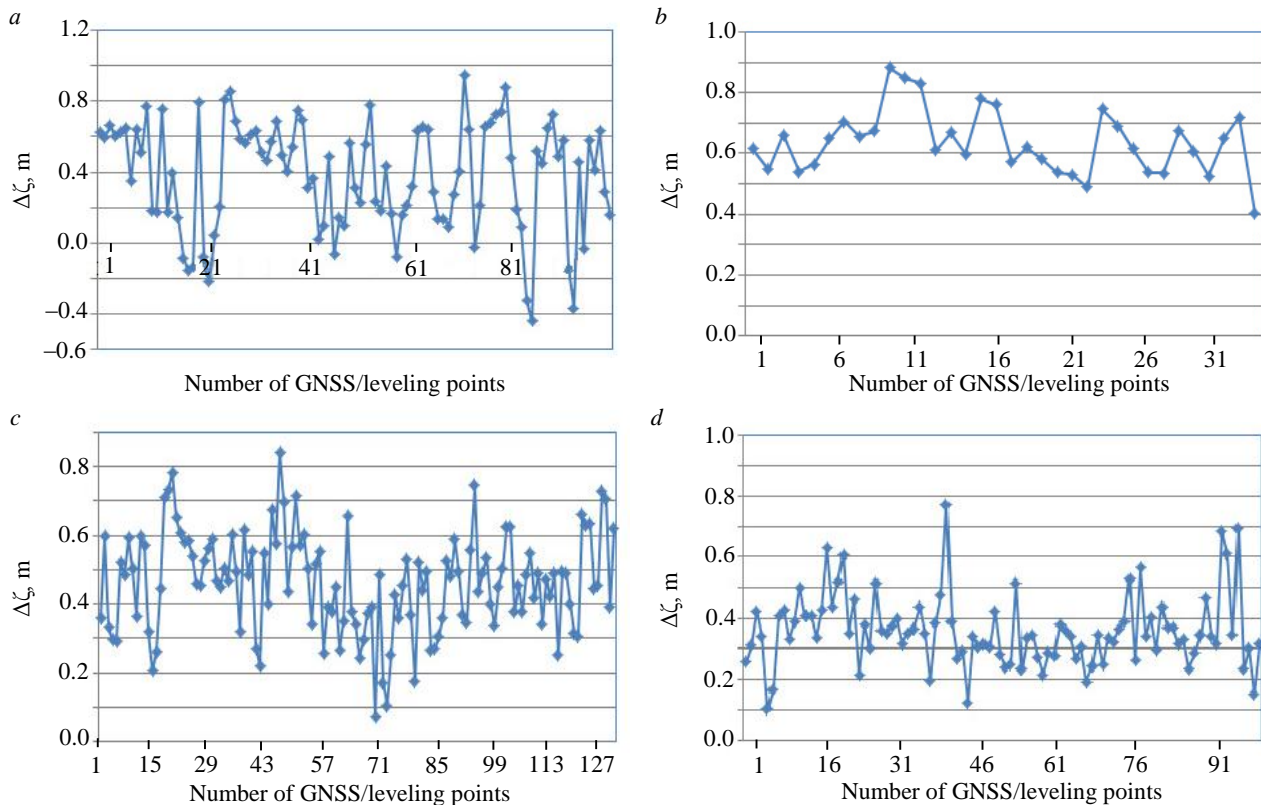 a
1.2
0.8
0.4
0.0
–0.4
–0.6
Δζ, m
1 21 41 61 81
Number of GNSS/leveling points
b
1.0
0.8
0.6
0.4
0.2
0.0
Δζ, m
1 6 11 16 21 26 31
Number of GNSS/leveling points
c
0.8
0.6
0.4
0.2
0.0
Δζ, m
1 15 29 43 57 71 85 99 113 127
Number of GNSS/leveling points
d
1.0
0.8
0.6
0.4
0.2
0.0
Δζ, m
1 16 31 46 61 76 91
Number of GNSS/leveling points